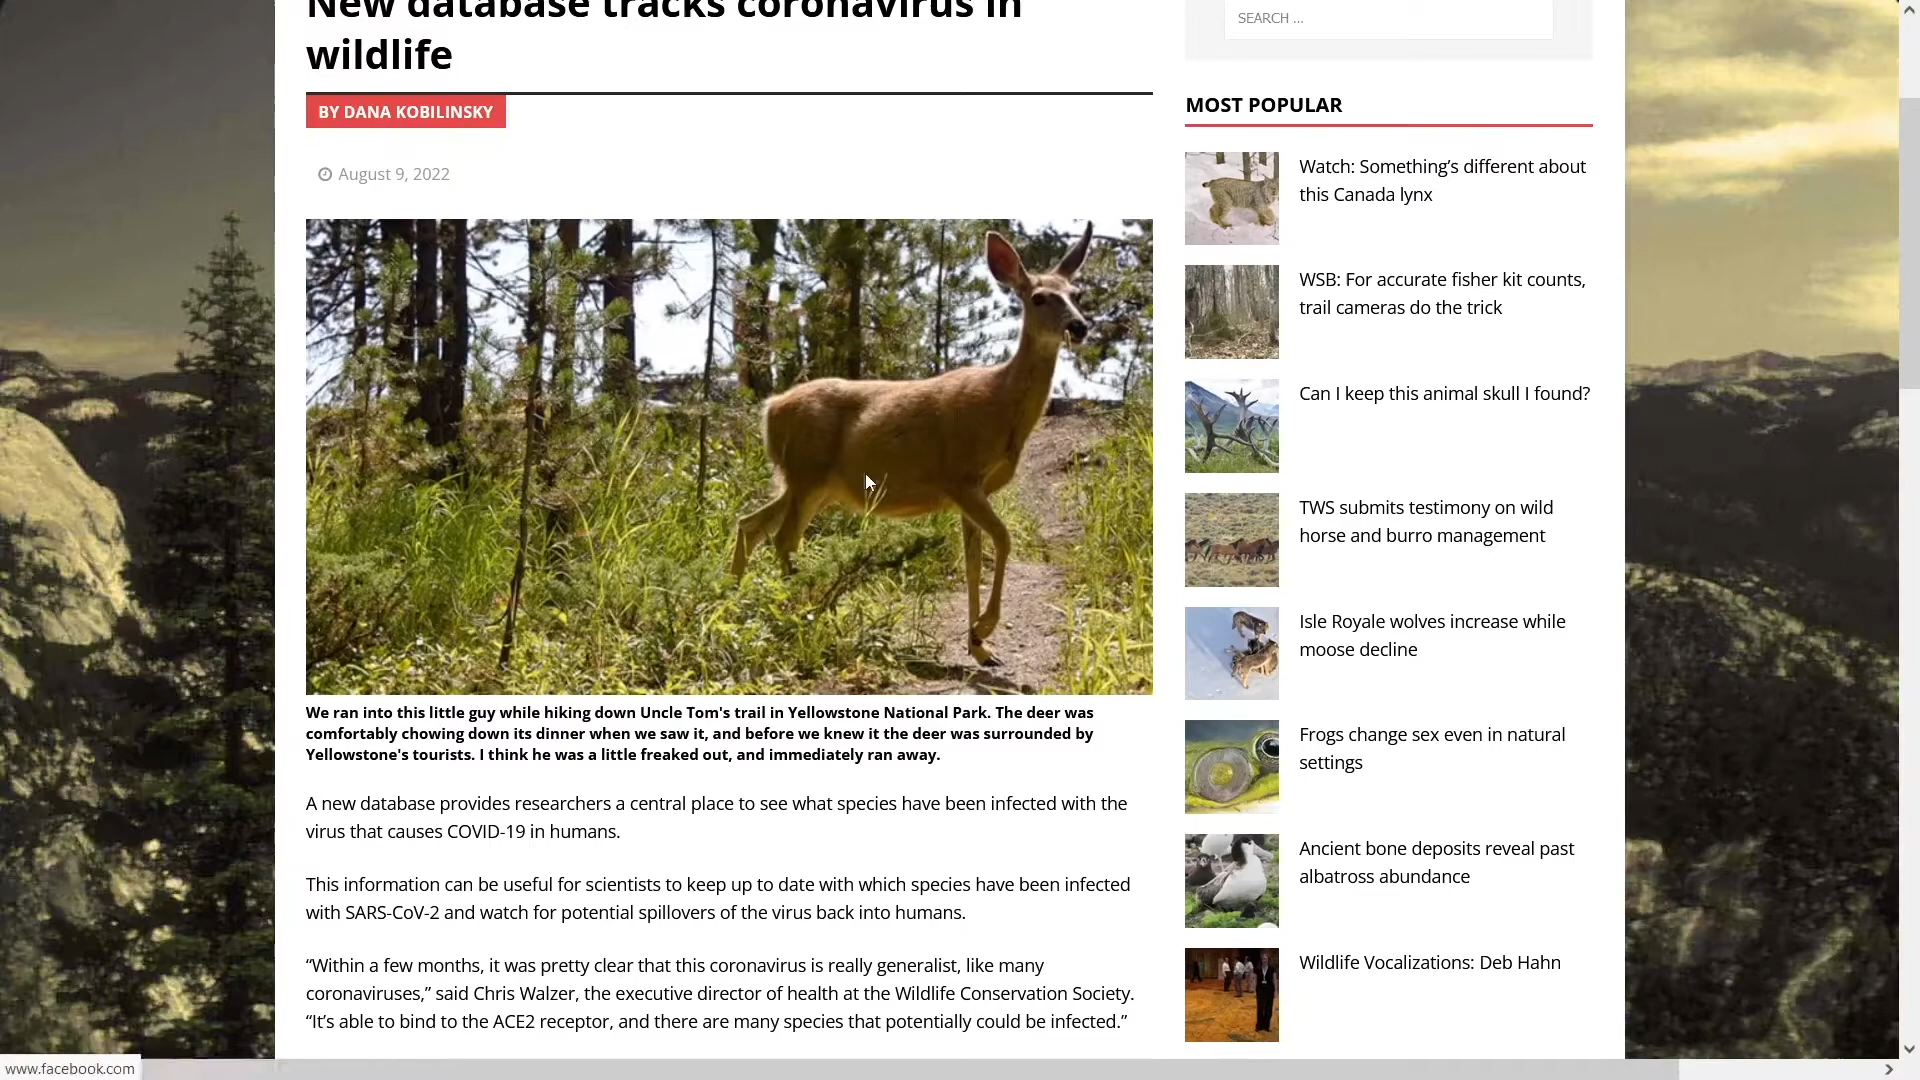 New database tracks coronavirus in
wildlife
BY DANA KOBILINSKY
August 9, 2022
We ran into this little guy while hiking down Uncle Tom's trail in Yellowstone National Park. The deer was
comfortably chowing down its dinner when we saw it, and before we knew it the deer was surrounded by
Yellowstone's tourists. I think he was a little freaked out, and immediately ran away.
A new database provides researchers a central place to see what species have been infected with the
virus that causes COVID-19 in humans.
This information can be useful for scientists to keep up to date with which species have been infected
with SARS-CoV-2 and watch for potential spillovers of the virus back into humans.
“Within a few months, it was pretty clear that this coronavirus is really generalist, like many
coronaviruses,” said Chris Walzer, the executive director of health at the Wildlife Conservation Society.
“It’s able to bind to the ACE2 receptor, and there are many species that potentially could be infected.”
SEARCH …
MOST POPULAR
Watch: Something’s different about
this Canada lynx
WSB: For accurate fisher kit counts,
trail cameras do the trick
Can I keep this animal skull I found?
TWS submits testimony on wild
horse and burro management
Isle Royale wolves increase while
moose decline
Frogs change sex even in natural
settings
Ancient bone deposits reveal past
albatross abundance
Wildlife Vocalizations: Deb Hahn
www.facebook.com